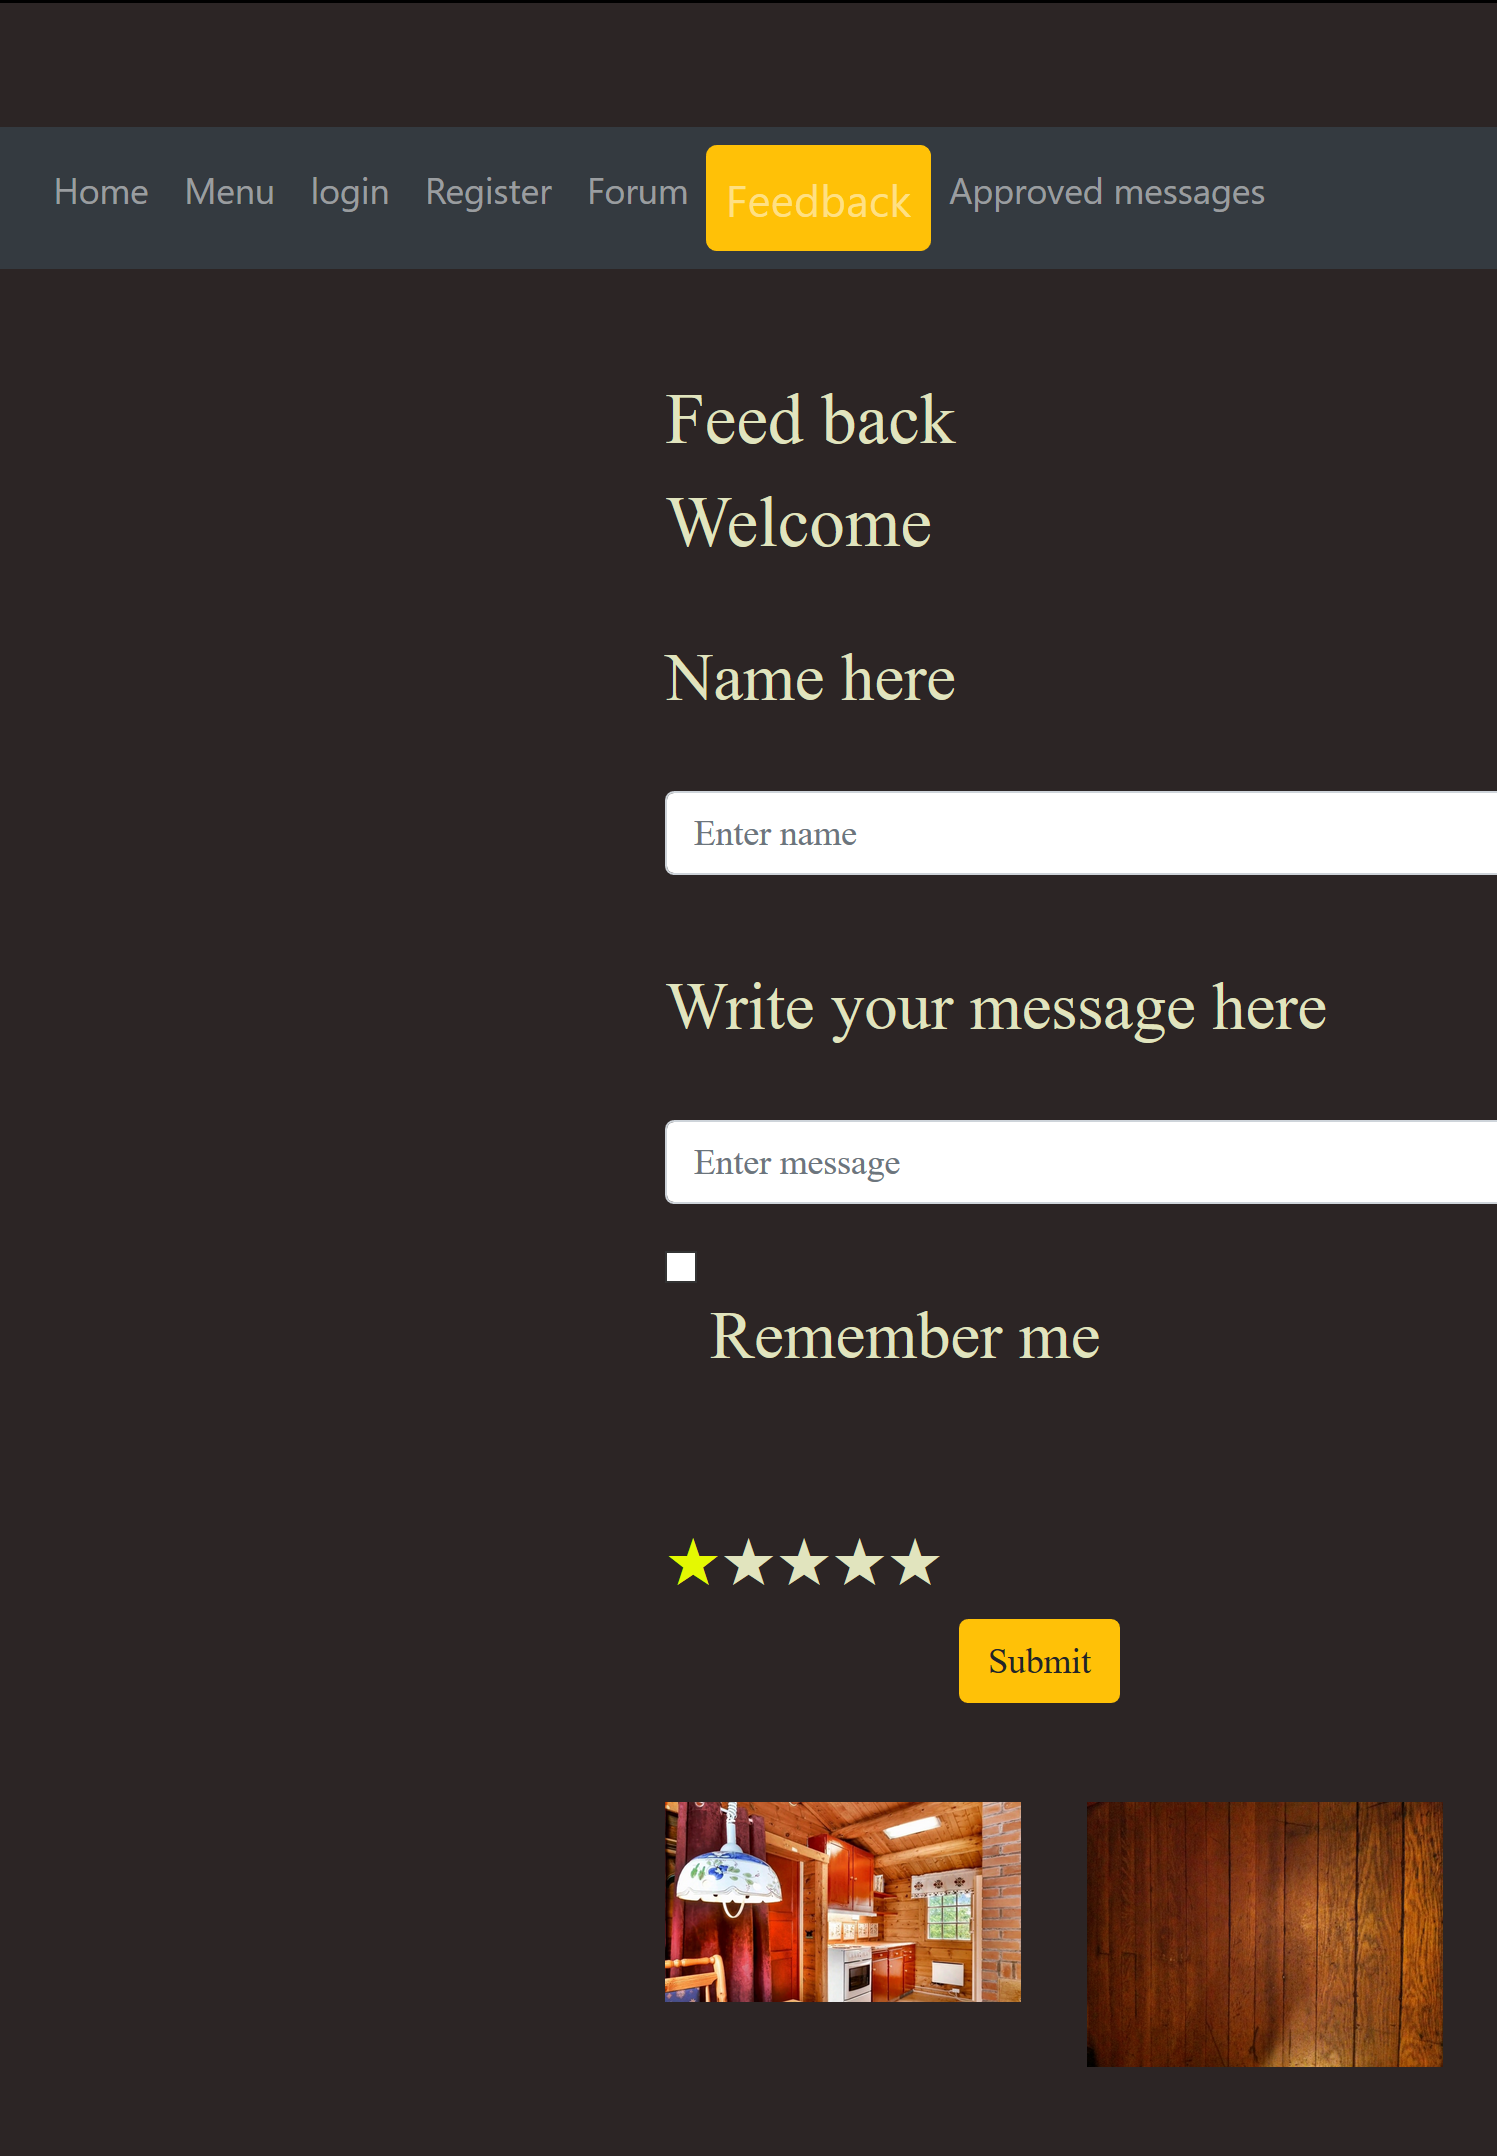 Home Menu login Register Forum Feedback Approved messages
Feed back
Welcome
Name here
Enter name
Write your message here
Enter message
Remember me
★★★★★
Submit